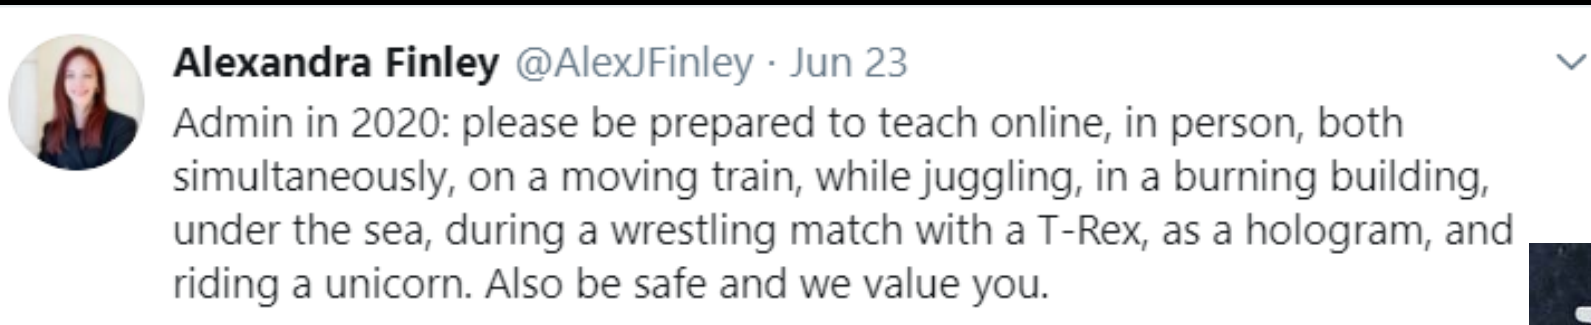 Alexandra Finley @AlexJFinley · Jun 23
Admin in 2020: please be prepared to teach online, in person, both
simultaneously, on a moving train, while juggling, in a burning building,
under the sea, during a wrestling match with a T-Rex, as a hologram, and
riding a unicorn. Also be safe and we value you.